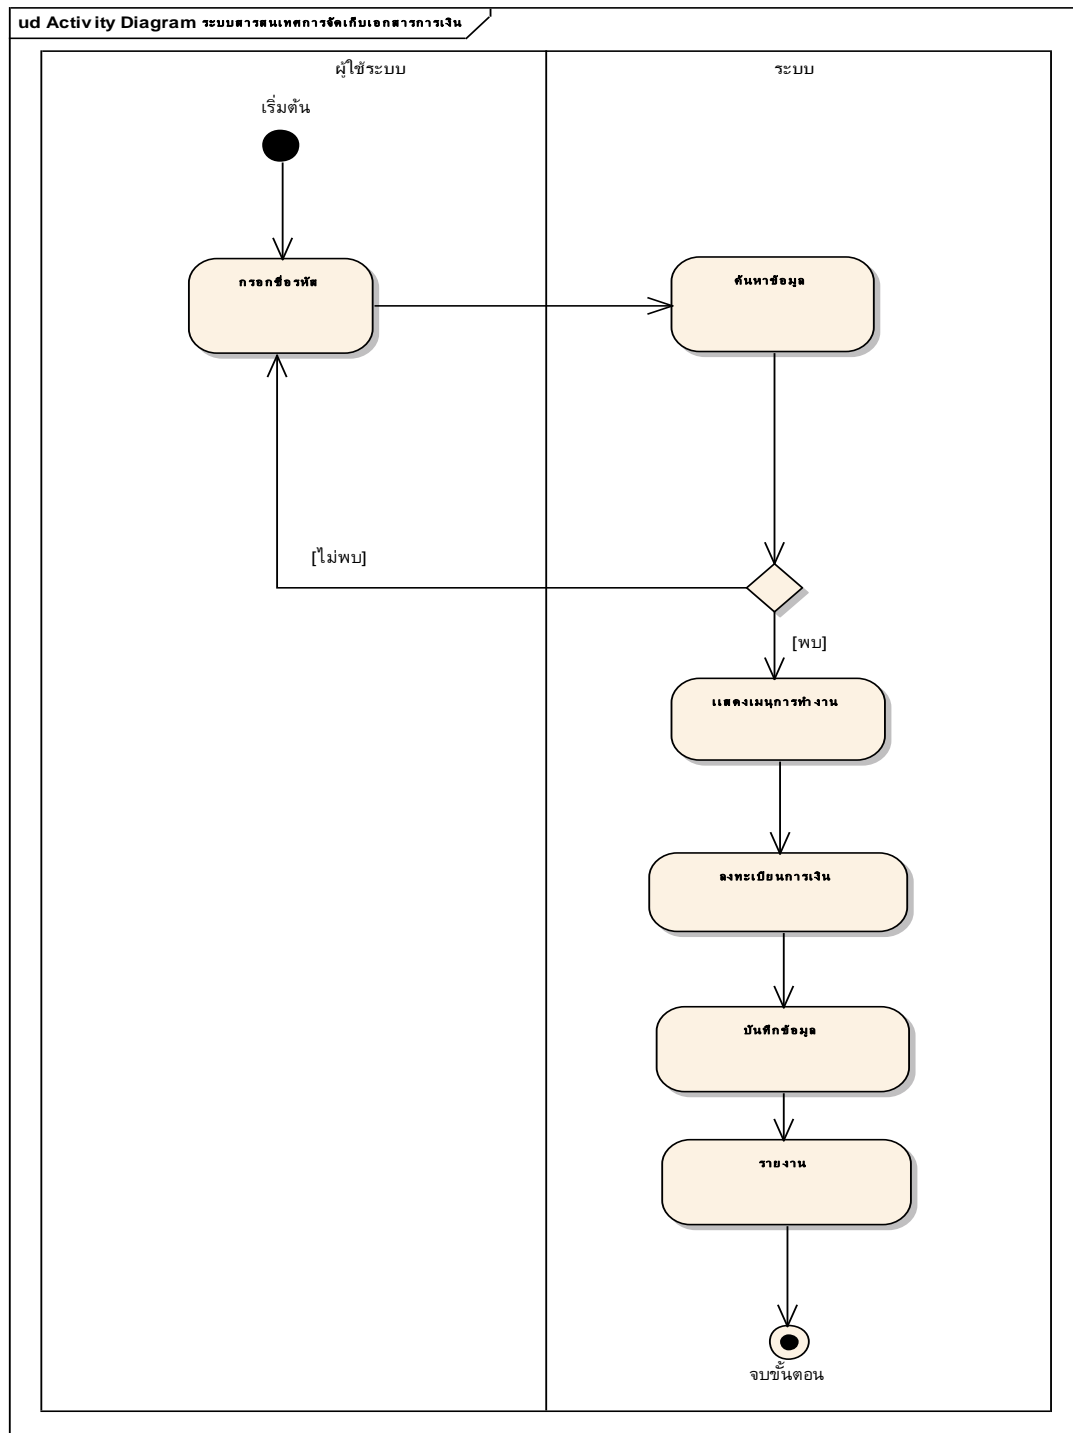 ud Activity Diagram ระบบสารสนเทศการจัดเก็บเอกสารการเงิน
ผู้ใช้ระบบ
ระบบ
เริ่มต้น
กรอกชื่อรหัส
ค้นหาข้อมูล
[ไม่พบ]
[พบ]
แสดงเมนูการทำงาน
ลงทะเบียนการเงิน
บันทึกข้อมูล
รายงาน
จบขั้นตอน